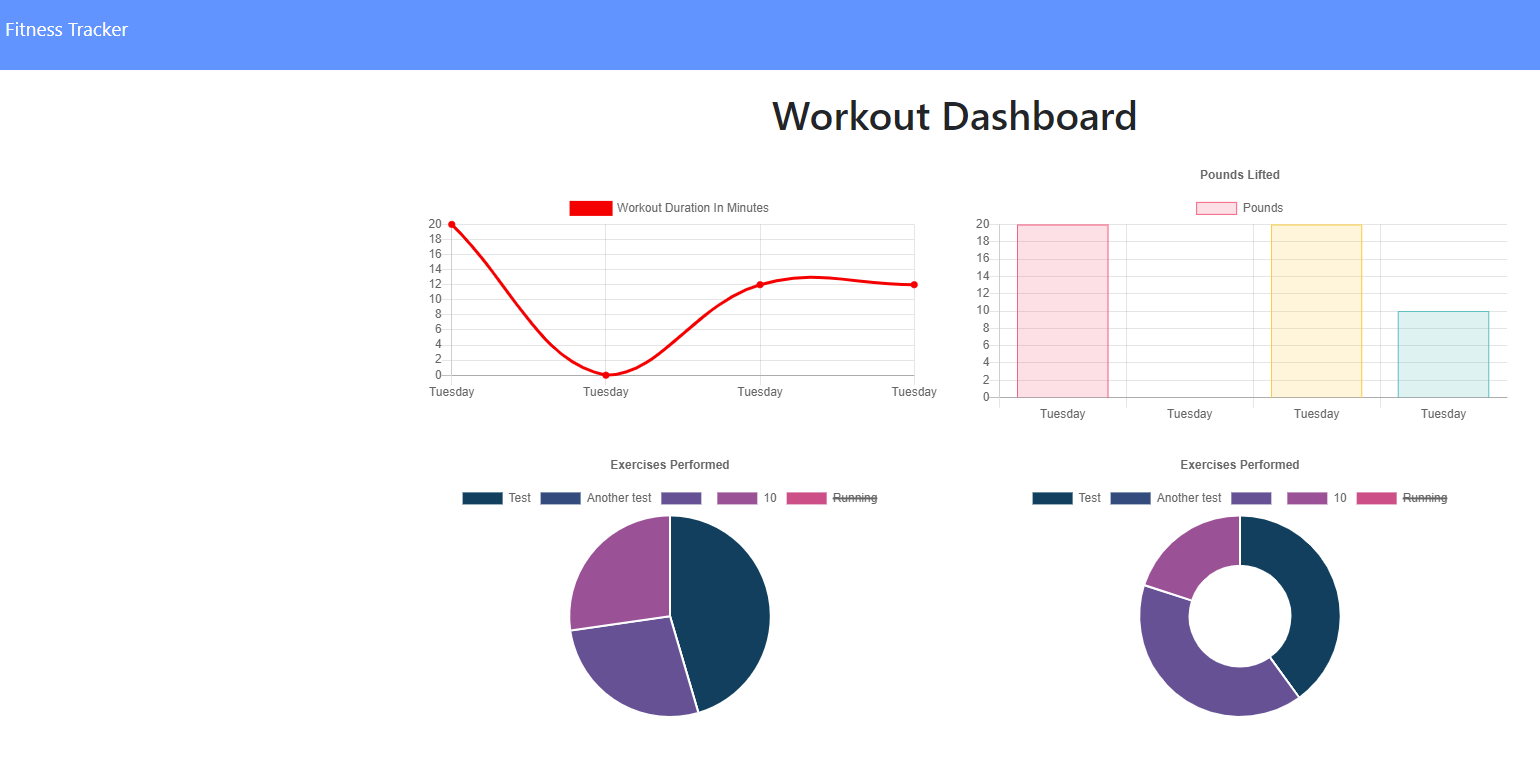 Fitness Tracker
Workout Dashboard
Workout Duration In Minutes
20
18
16
14
12
10
8
6
4
2
0
Tuesday Tuesday Tuesday Tuesday
Pounds Lifted
Pounds
20
18
16
14
12
10
8
6
4
2
0
Tuesday Tuesday Tuesday Tuesday
Exercises Performed
Test Another test 10 Running
Exercises Performed
Test Another test 10 Running